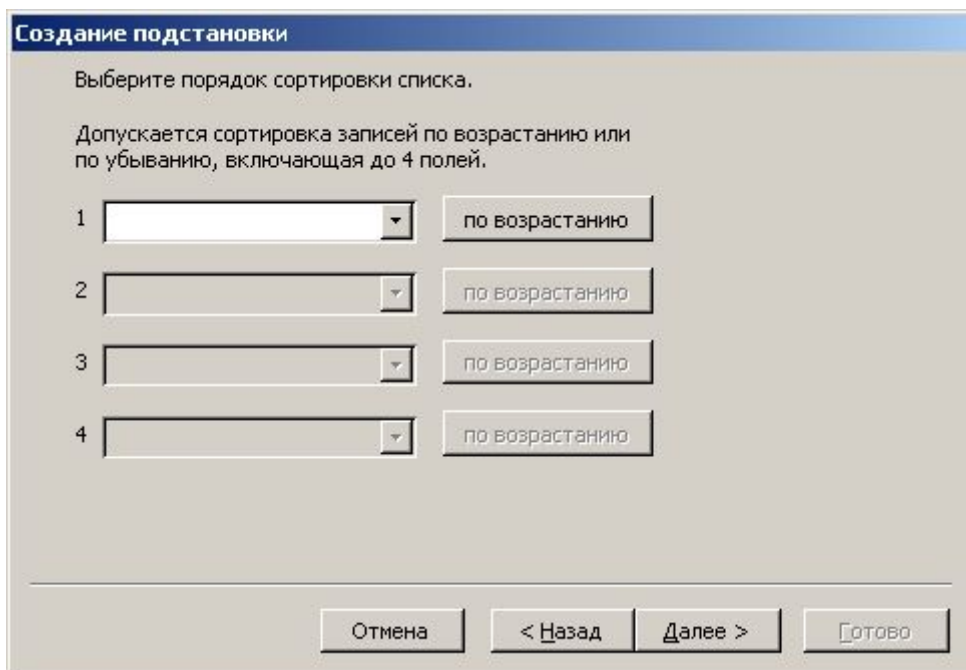 Создание подстановки
Выберите порядок сортировки списка.
Допускается сортировка записей по возрастанию или
по убыванию, включающая до 4 полей.
1 по возрастанию
2 по возрастанию
3 по возрастанию
4 по возрастанию
Отмена < Назад Далее > Готово